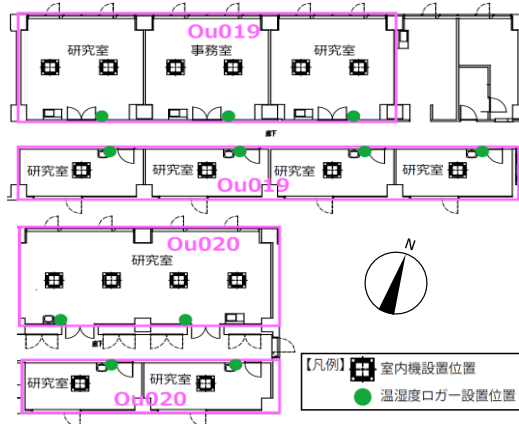 Ou019
研究室 事務室 研究室
廊下
研究室 研究室 研究室 研究室
Ou019
Ou020
研究室
廊下
研究室 研究室
Ou020
N
【凡例】 室内機設置位置
温湿度ロガー設置位置